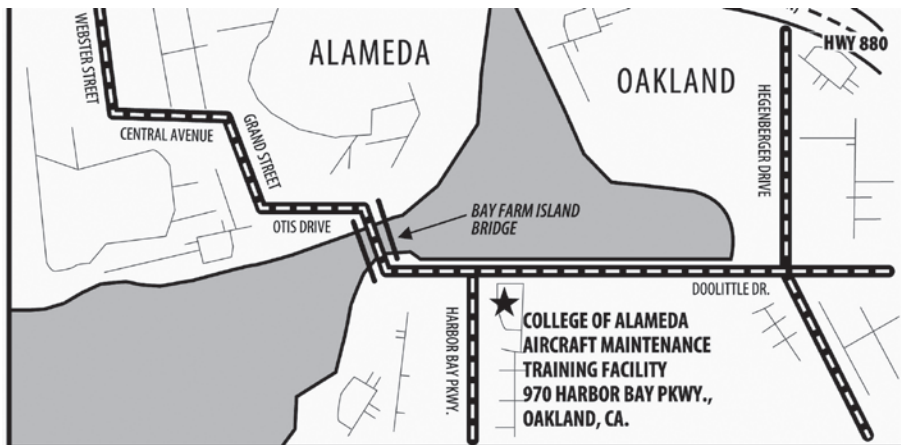 WEBSTER STREET
ALAMEDA
OAKLAND
HWY 880
CENTRAL AVENUE
GRAND STREET
HEGENBERGER DRIVE
OTIS DRIVE
BAY FARM ISLAND
BRIDGE
DOOLITTLE DR.
HARBOR BAY PKWY.
COLLEGE OF ALAMEDA
AIRCRAFT MAINTENANCE
TRAINING FACILITY
970 HARBOR BAY PKWY.,
OAKLAND, CA.